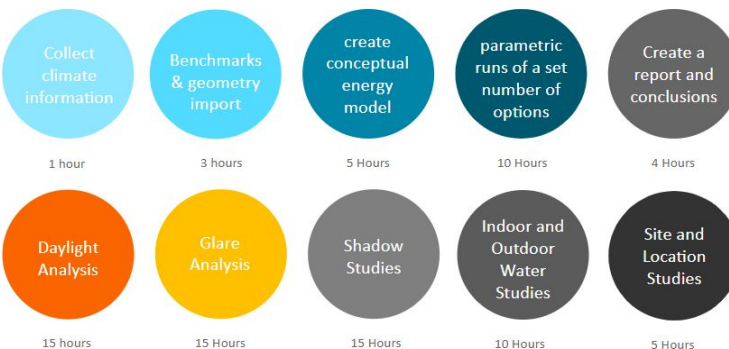 Collect
climate
information
Benchmarks
& geometry
import
create
conceptual
energy
model
parametric
runs of a set
number of
options
Create a
report and
conclusions
1 hour
3 hours
5 Hours
10 Hours
4 Hours
Daylight
Analysis
Glare
Analysis
Shadow
Studies
Indoor and
Outdoor
Water
Studies
Site and
Location
Studies
15 hours
15 Hours
15 Hours
10 Hours
5 Hours